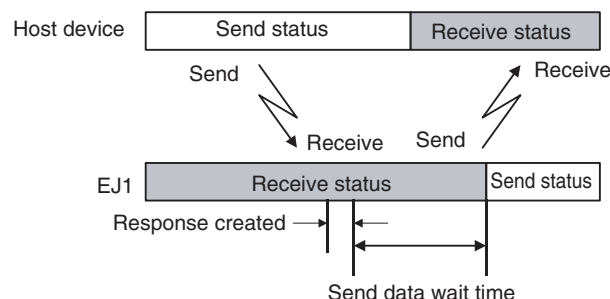 Host device
Send status
Receive status
Send
Receive
Receive
Send
EJ1
Receive status
Send status
Response created
Send data wait time